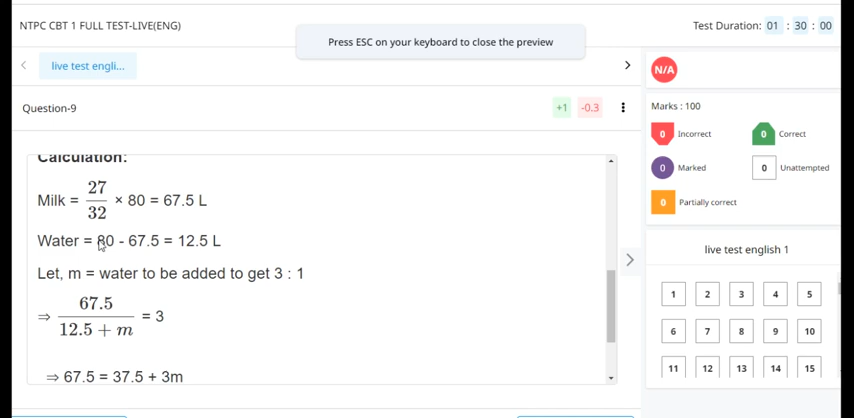 NTPC CBT 1 FULL TEST-LIVE(ENG)
Press ESC on your keyboard to close the preview
Test Duration: 01 : 30 : 00
live test engli...
N/A
Question-9
+1 -0.3
Marks : 100
0 Incorrect
0 Correct
0 Marked
0 Unattempted
0 Partially correct
Calculation:
Milk = 27/32 × 80 = 67.5 L
Water = 80 - 67.5 = 12.5 L
Let, m = water to be added to get 3 : 1
⇒ 67.5/(12.5 + m) = 3
⇒ 67.5 = 37.5 + 3m
live test english 1
1 2 3 4 5
6 7 8 9 10
11 12 13 14 15